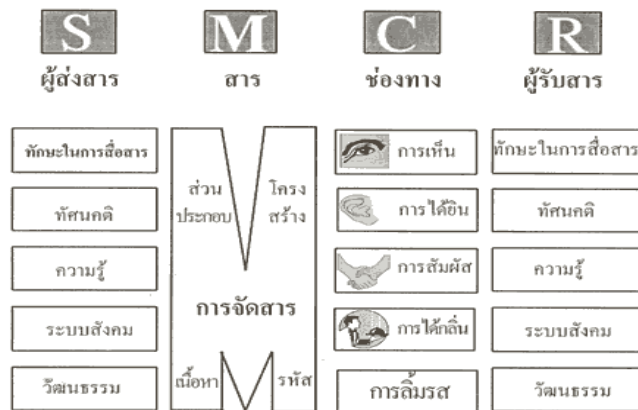 S M C R
ผู้ส่งสาร สาร ช่องทาง ผู้รับสาร
ทักษะในการสื่อสาร
ทัศนคติ
ความรู้
ระบบสังคม
วัฒนธรรม
ส่วน
ประกอบ
โครง
สร้าง
การจัดสาร
เนื้อหา
รหัส
การเห็น
การได้ยิน
การสัมผัส
การได้กลิ่น
การลิ้มรส
ทักษะในการสื่อสาร
ทัศนคติ
ความรู้
ระบบสังคม
วัฒนธรรม